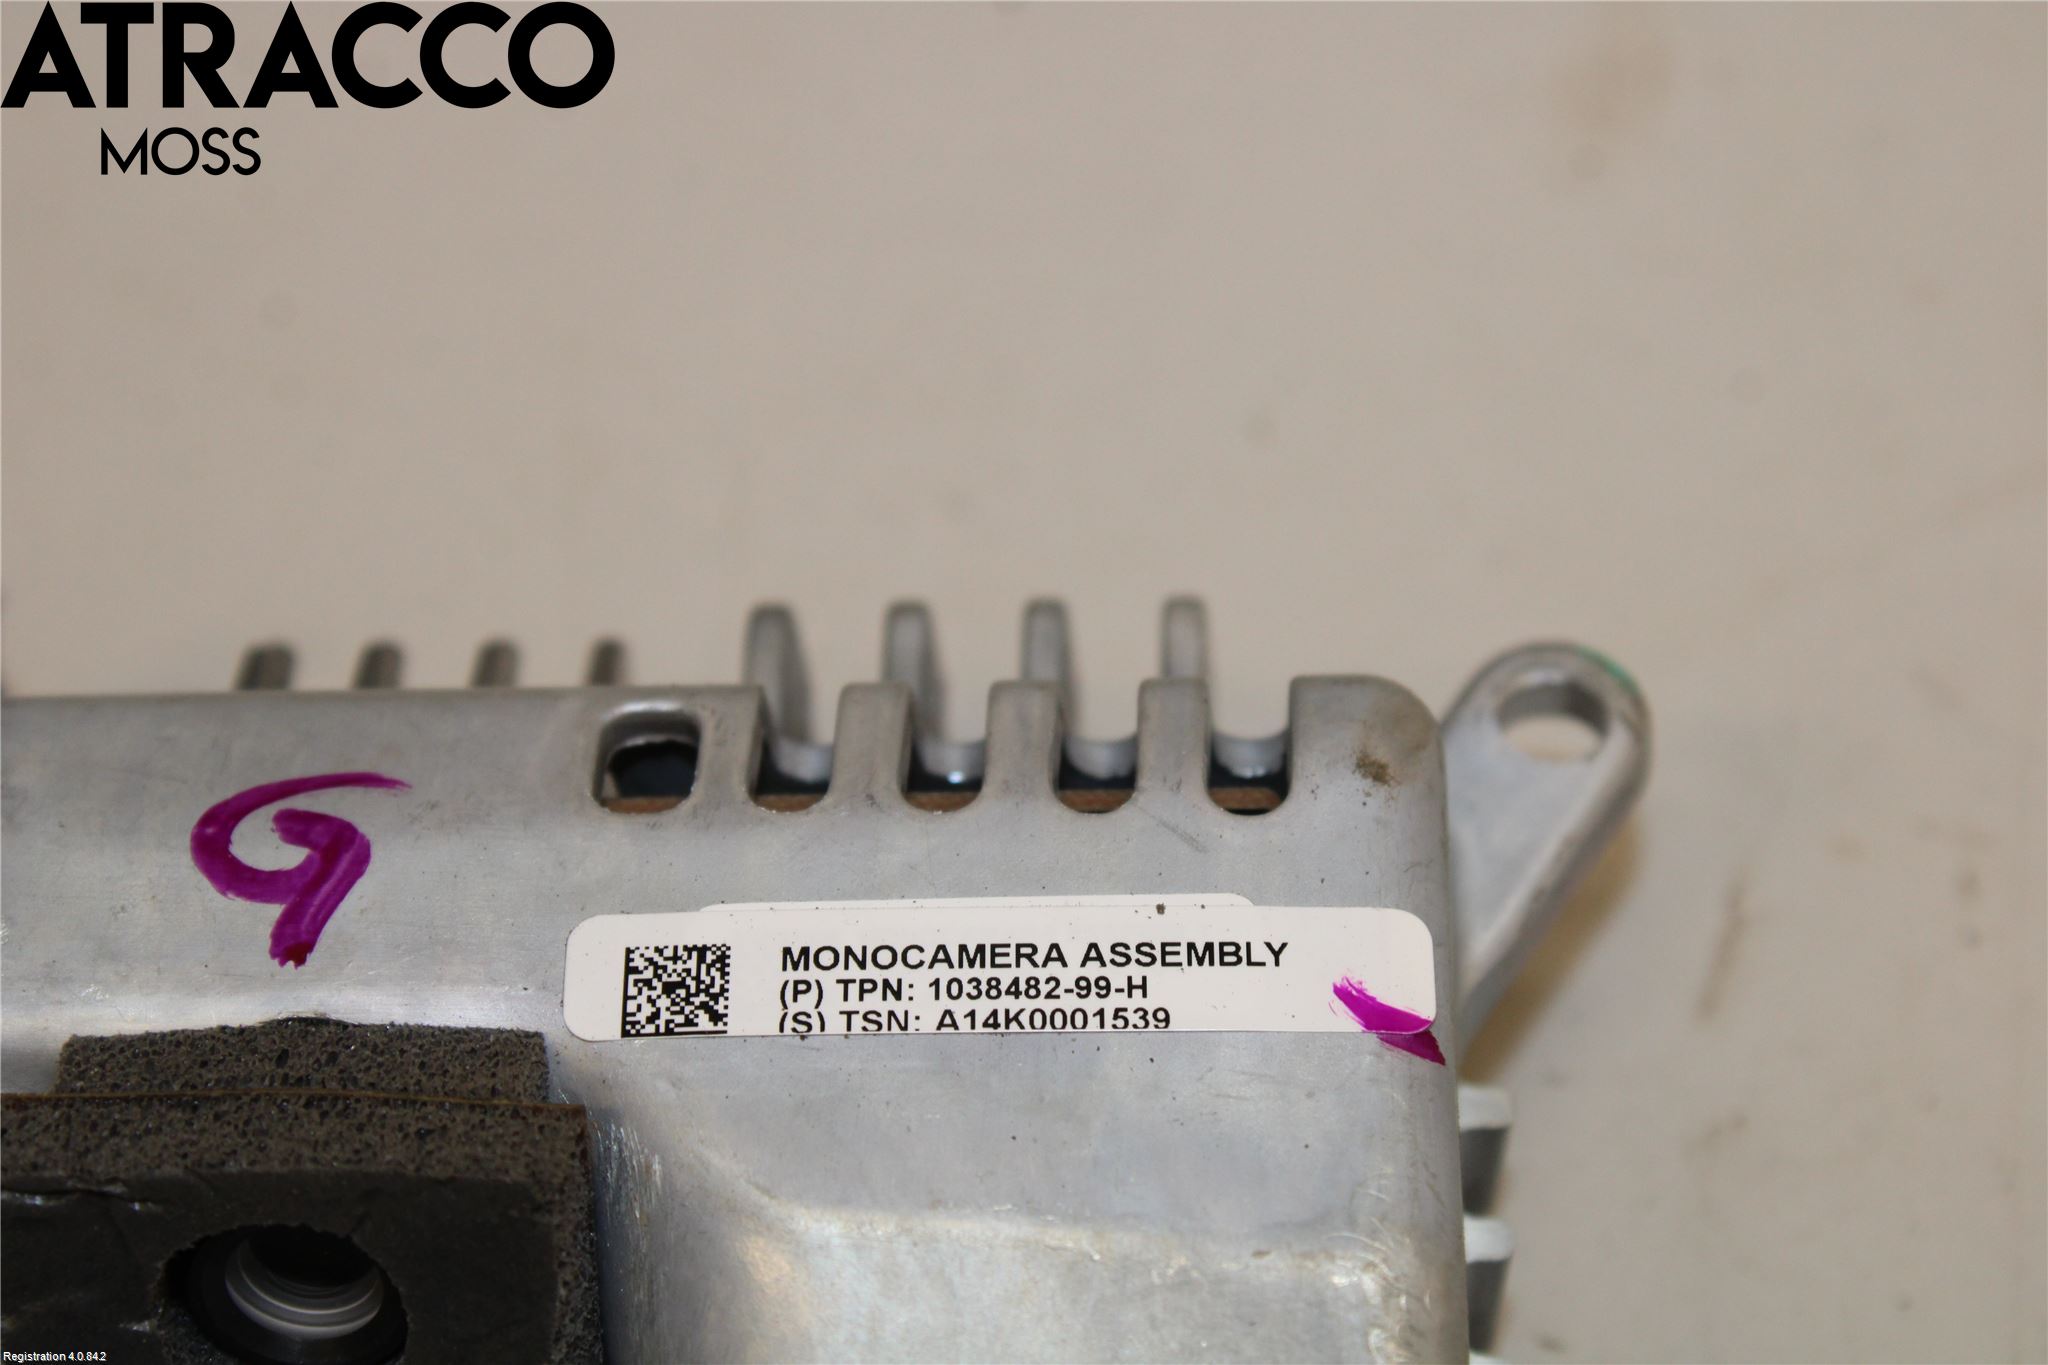 ATRACCO
MOSS
MONOCAMERA ASSEMBLY
(P) TPN: 1038482-99-H
(S) TSN: A14K0001539
Registration 4.0.84.2